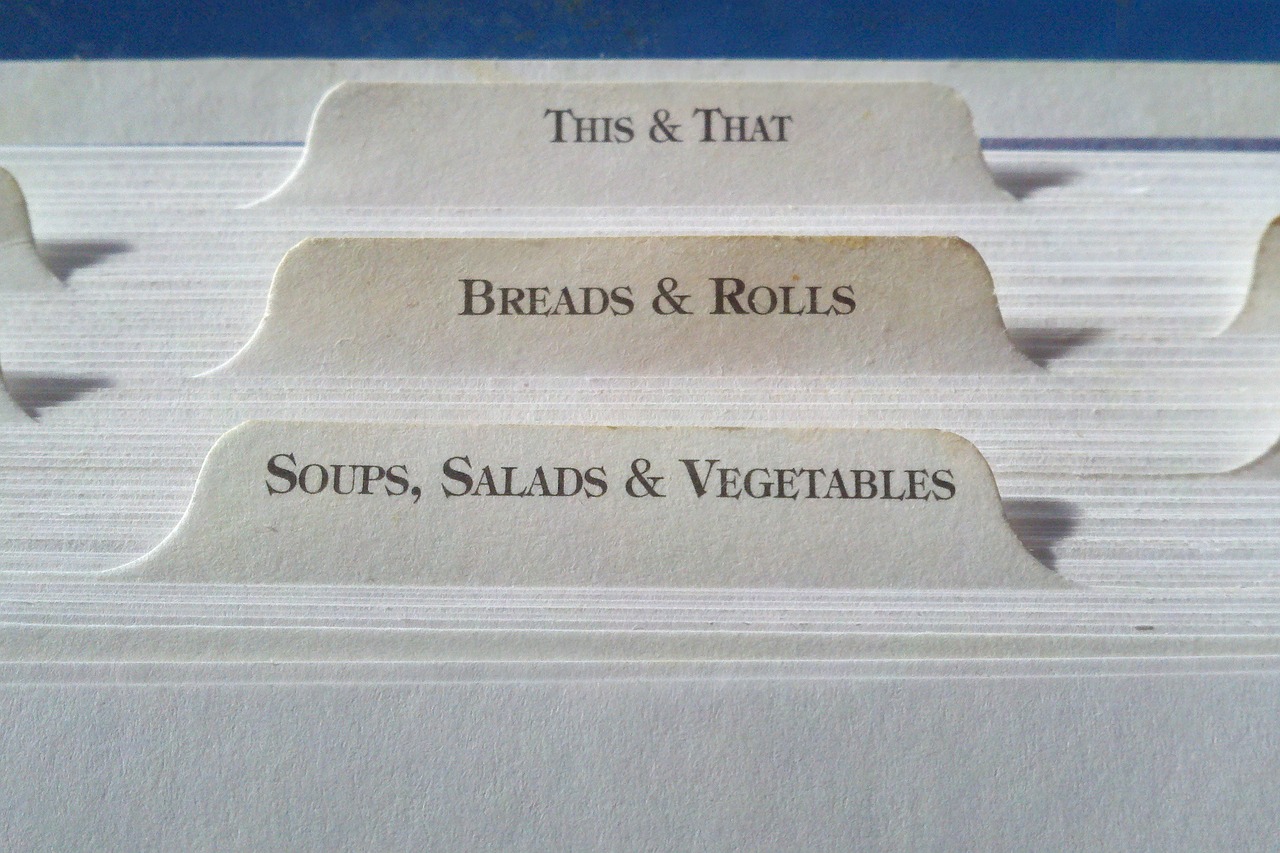 This & That
Breads & Rolls
Soups, Salads & Vegetables